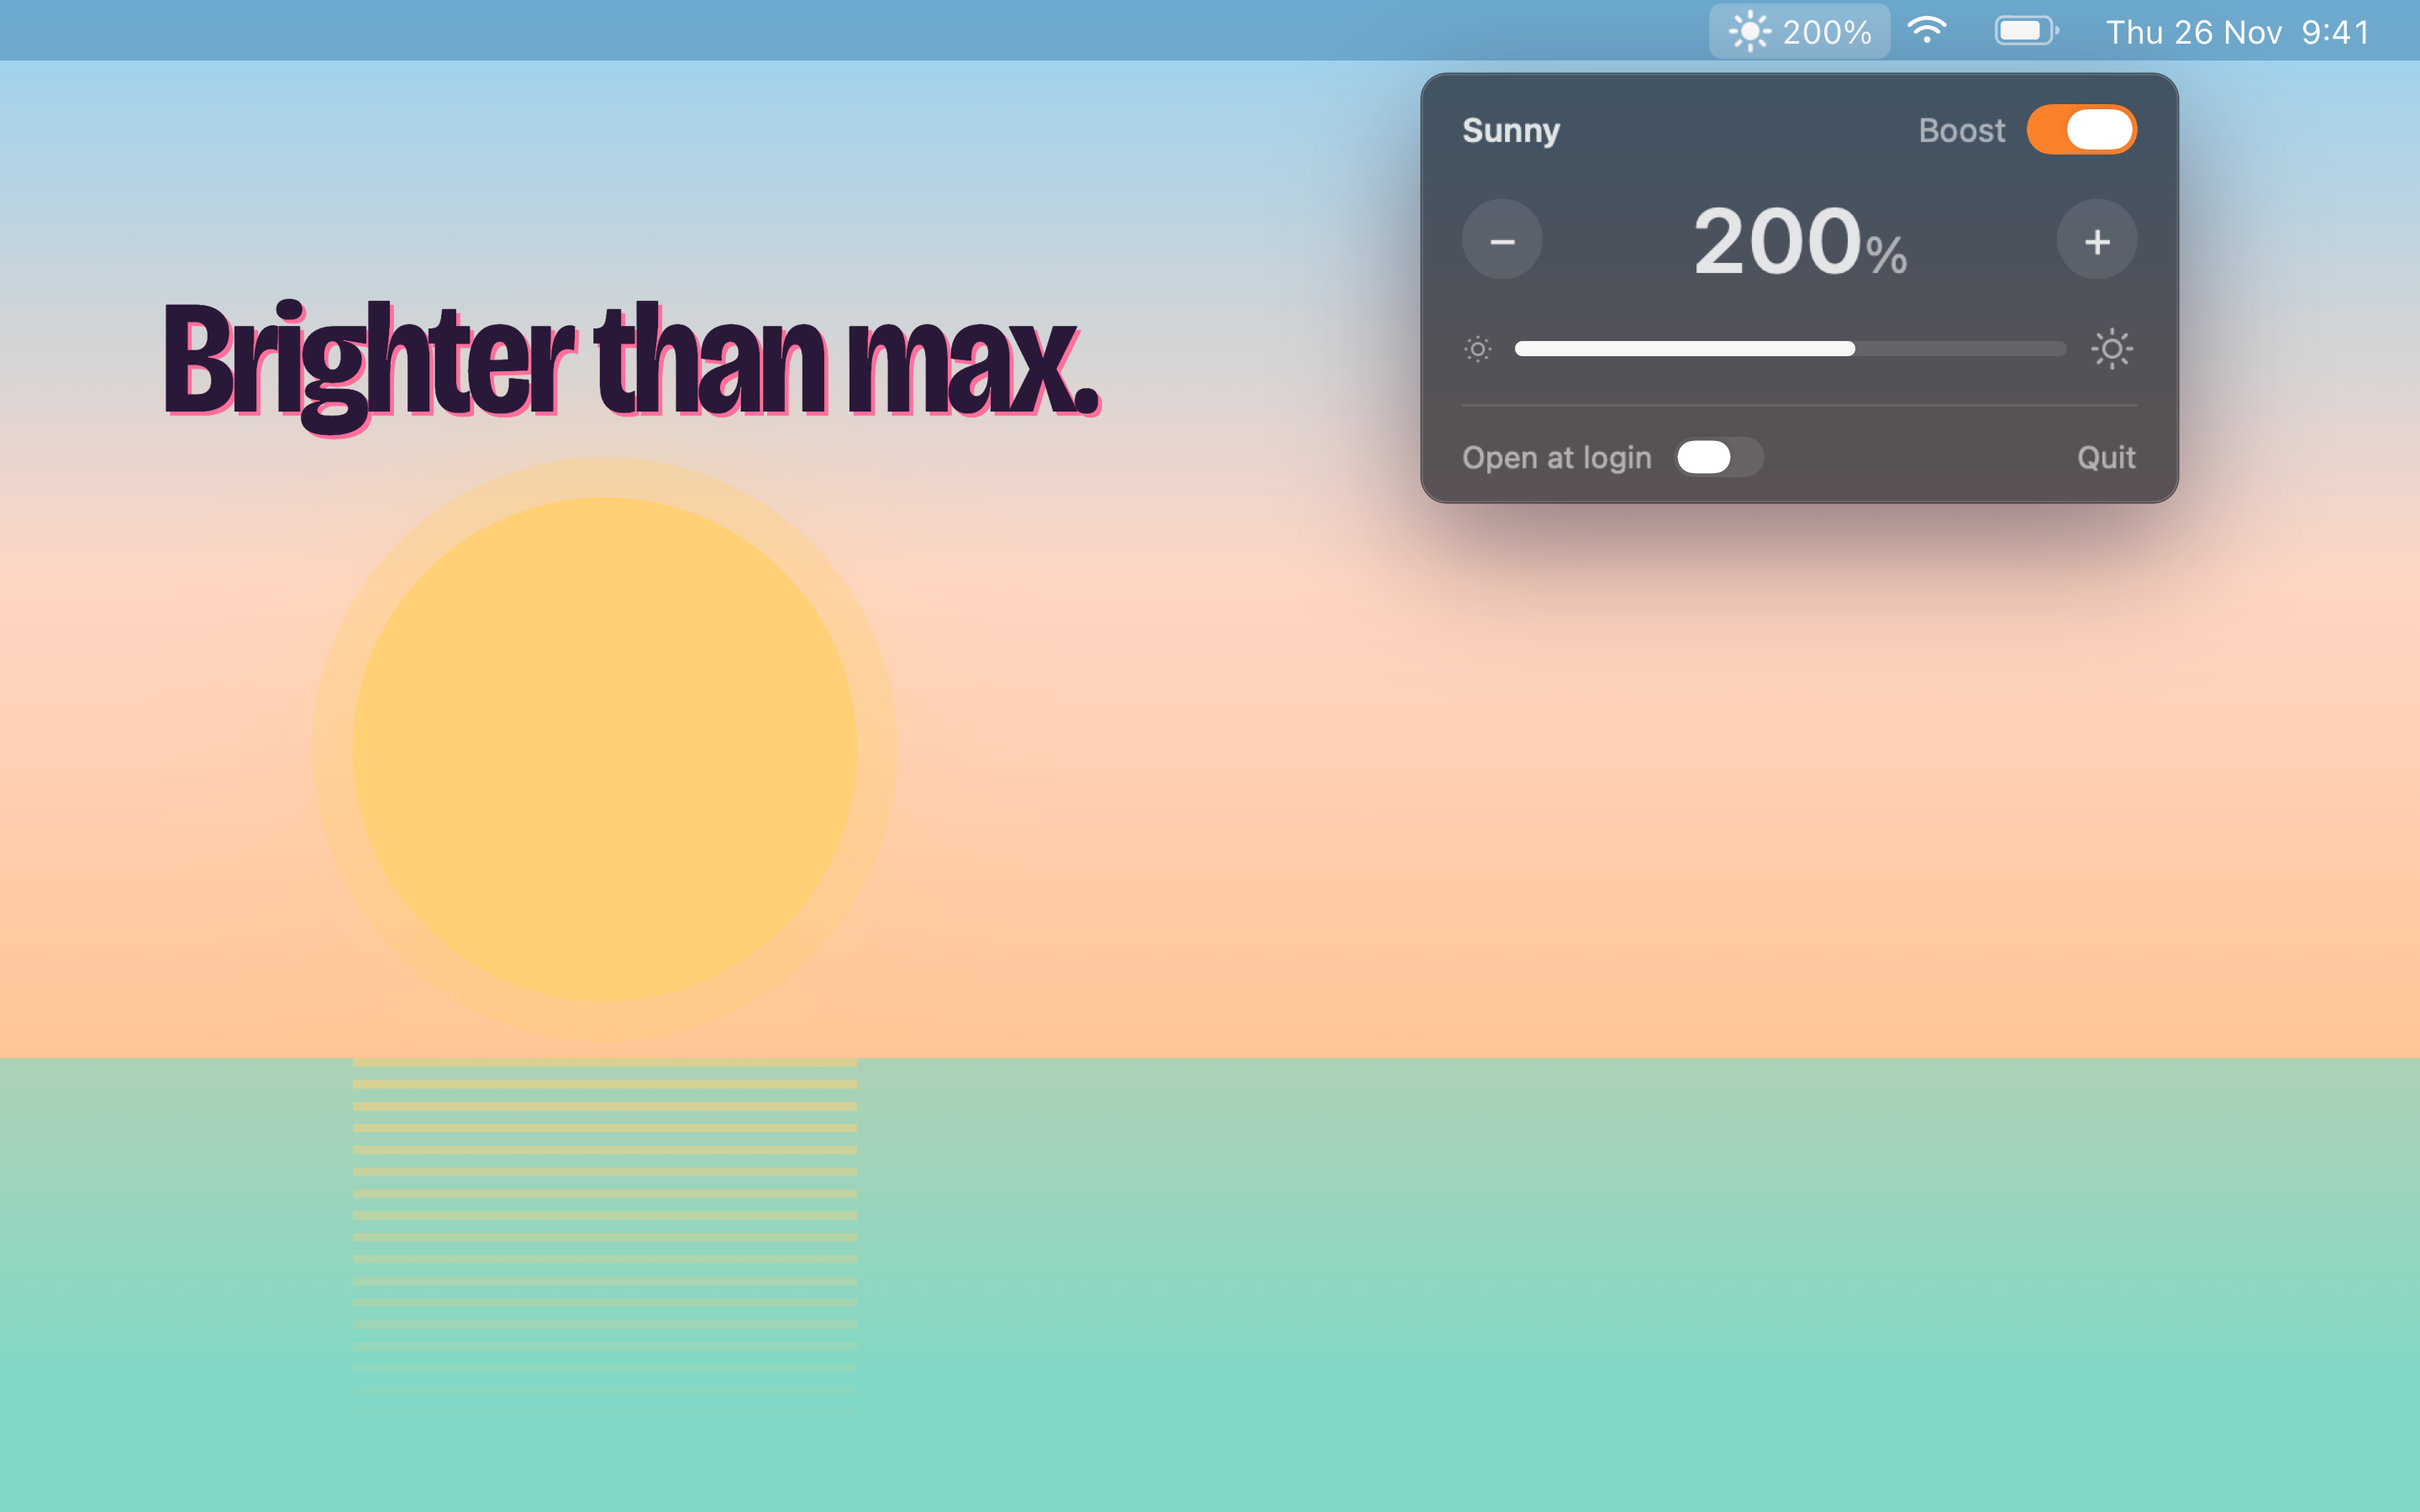 200% Thu 26 Nov 9:41
Sunny Boost
− 200% +
Brighter than max.
Open at login Quit